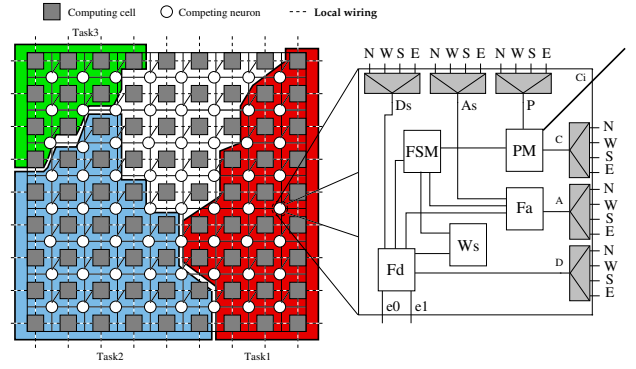 Computing cell Competing neuron Local wiring
Task3
N W S E N W S E N W S E
Ci
Ds As P
N
W
S
E
C
FSM PM
N
W
S
E
A
Fa
Ws
N
W
S
E
D
Fd
e0 e1
Task2 Task1